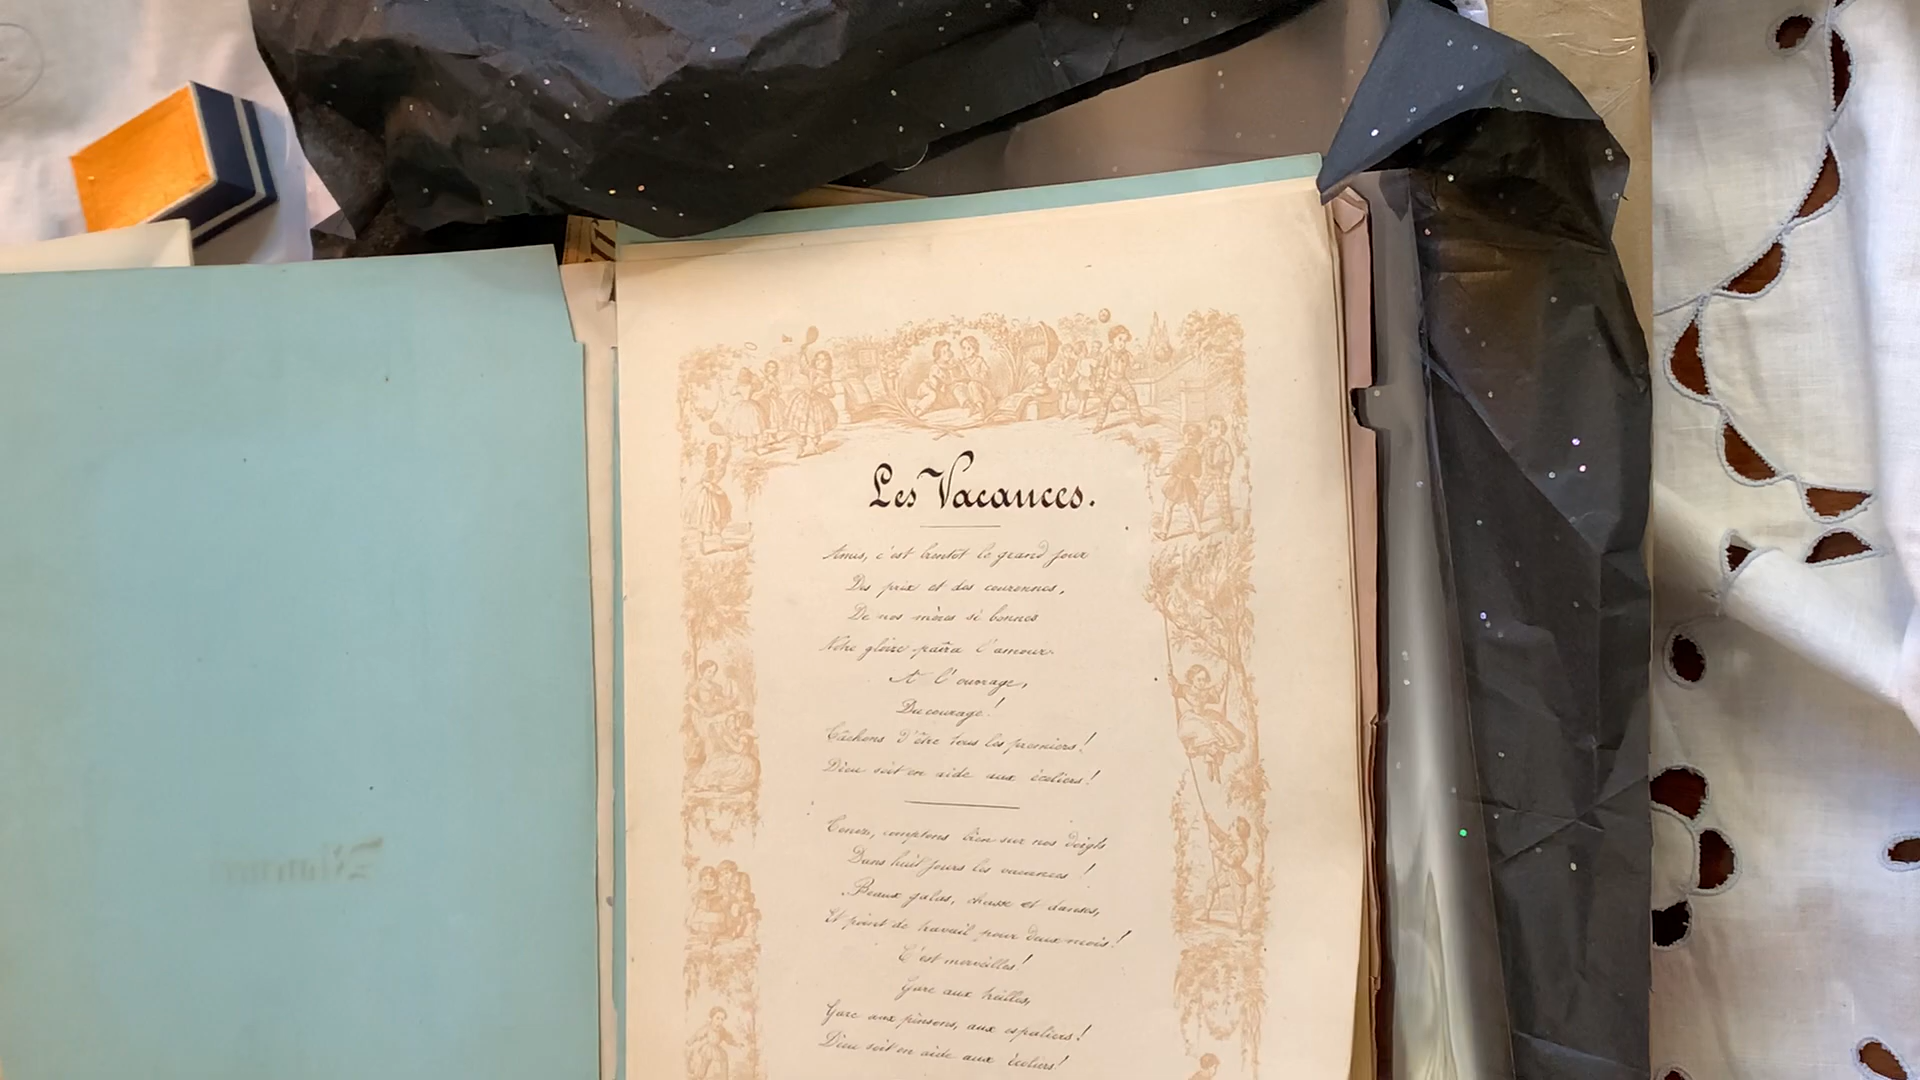 Les Vacances.
Amis, c'est bientôt le grand jour
Des prix et des couronnes,
De nos mères si bonnes
Notre gloire paîra l'amour.
A l'ouvrage,
Du courage!
Tâchons d'être tous les premiers!
Dieu soit en aide aux écoliers!
Tenez, comptons bien sur nos doigts
Dans huit jours les vacances!
Beaux galas, chasse et danses,
Et point de travail pour deux mois!
C'est merveilles!
Gare aux treilles,
Gare aux pinsons, aux espaliers!
Dieu soit en aide aux écoliers!